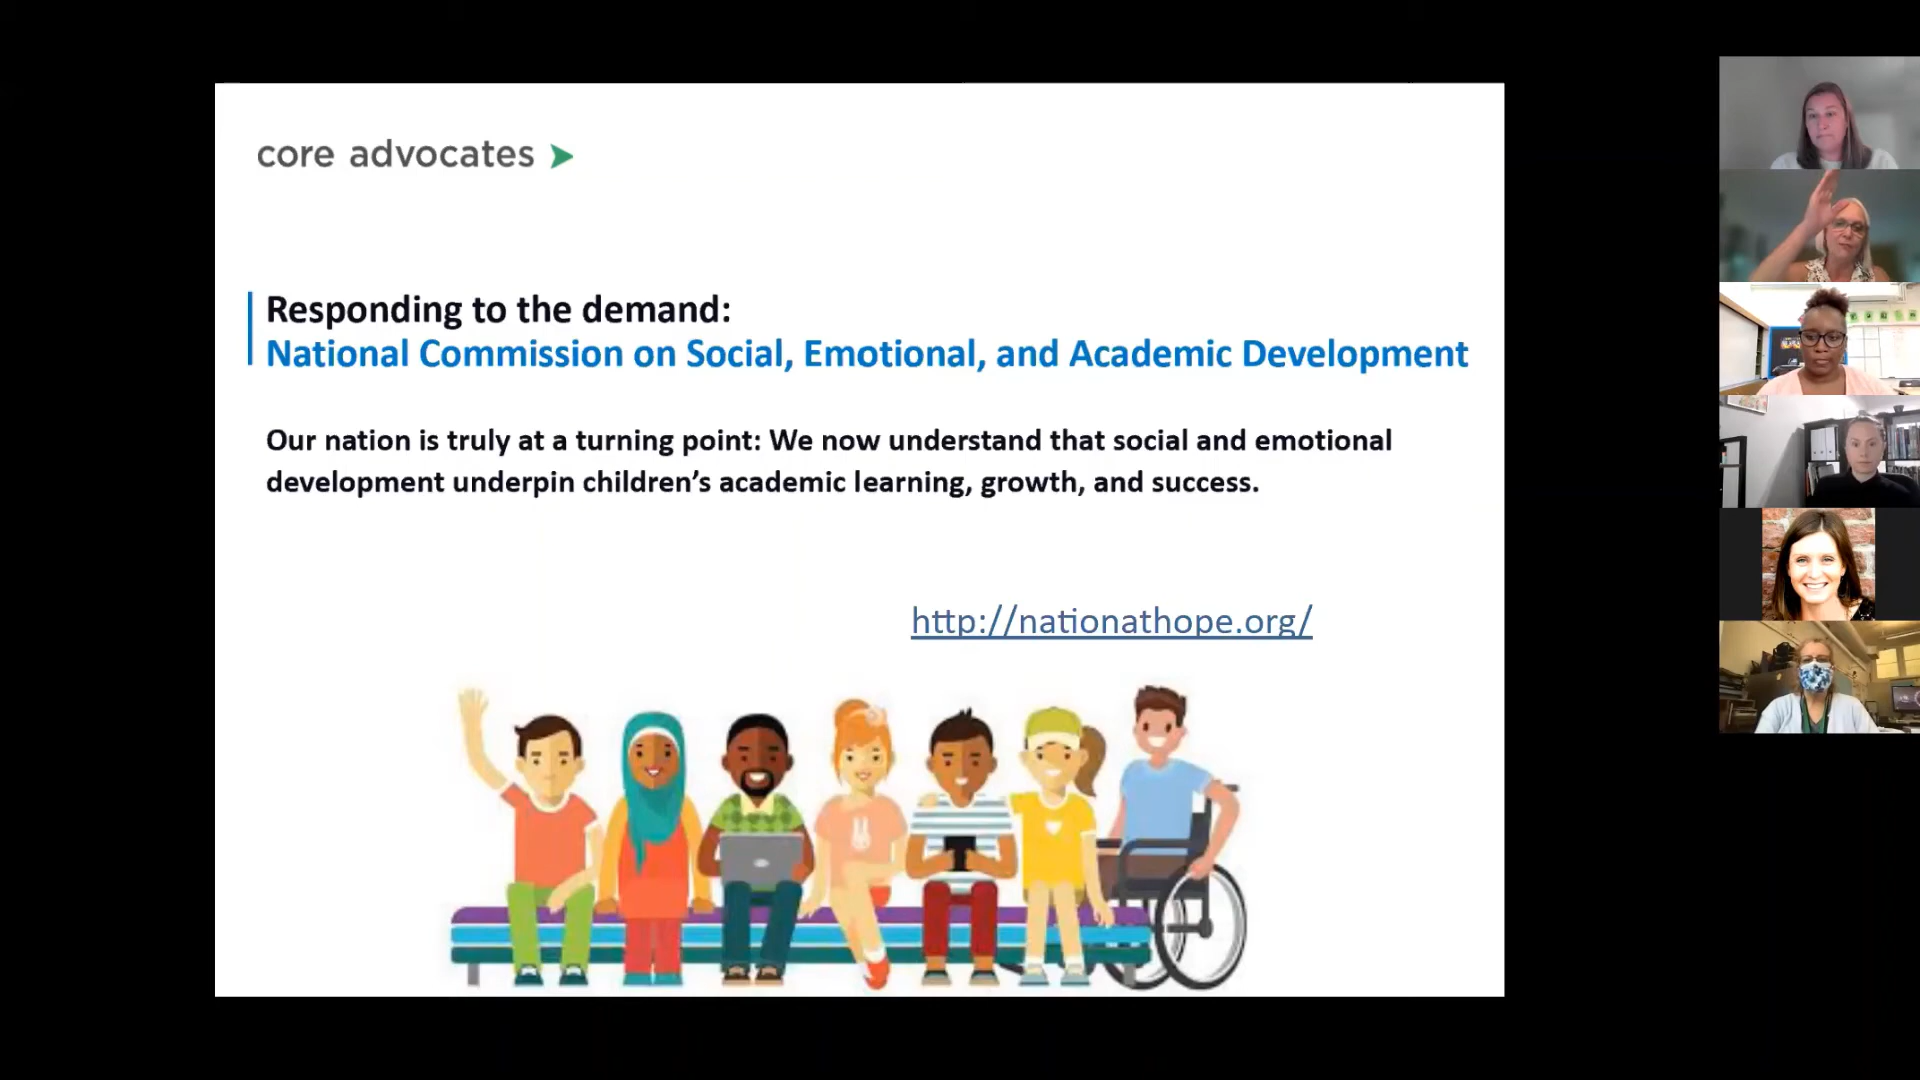 core advocates
Responding to the demand:
National Commission on Social, Emotional, and Academic Development
Our nation is truly at a turning point: We now understand that social and emotional
development underpin children’s academic learning, growth, and success.
http://nationathope.org/